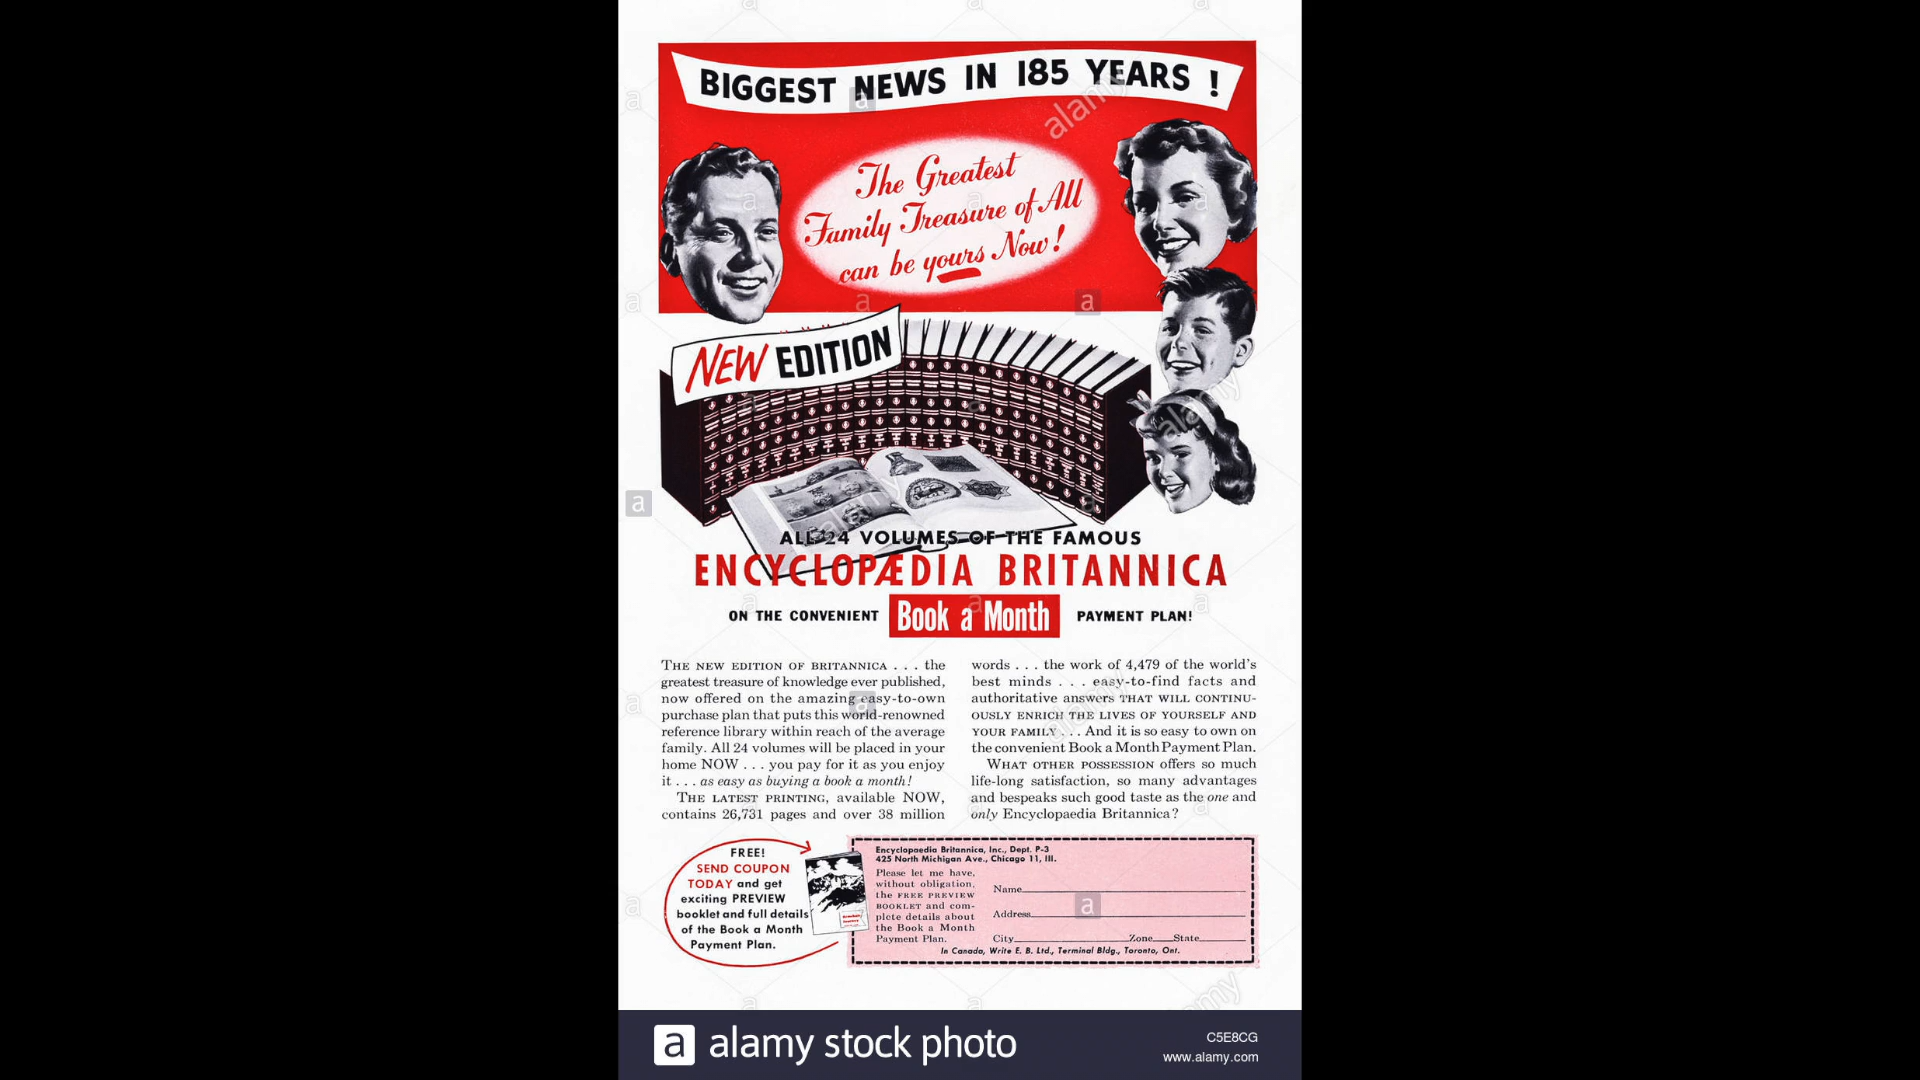 BIGGEST NEWS IN 185 YEARS !
The Greatest
Family Treasure of All
can be yours Now!
NEW EDITION
ALL 24 VOLUMES OF THE FAMOUS
ENCYCLOPÆDIA BRITANNICA
ON THE CONVENIENT Book a Month PAYMENT PLAN!
THE NEW EDITION OF BRITANNICA . . . the
greatest treasure of knowledge ever published,
now offered on the amazing easy-to-own
purchase plan that puts this world-renowned
reference library within reach of the average
family. All 24 volumes will be placed in your
home NOW . . . you pay for it as you enjoy
it . . . as easy as buying a book a month!
THE LATEST PRINTING, available NOW,
contains 26,731 pages and over 38 million
words . . . the work of 4,479 of the world's
best minds . . . easy-to-find facts and
authoritative answers THAT WILL CONTINU-
OUSLY ENRICH THE LIVES OF YOURSELF AND
YOUR FAMILY . . . And it is so easy to own on
the convenient Book a Month Payment Plan.
WHAT OTHER POSSESSION offers so much
life-long satisfaction, so many advantages
and bespeaks such good taste as the one and
only Encyclopaedia Britannica?
FREE!
SEND COUPON
TODAY and get
exciting PREVIEW
booklet and full details
of the Book a Month
Payment Plan.
Encyclopaedia Britannica, Inc., Dept. P-3
425 North Michigan Ave., Chicago 11, Ill.
Please let me have,
without obligation,
the FREE PREVIEW
BOOKLET and com-
plete details about
the Book a Month
Payment Plan.
Name
Address
City Zone State
In Canada, Write E. B. Ltd., Terminal Bldg., Toronto, Ont.
a alamy stock photo
C5E8CG
www.alamy.com